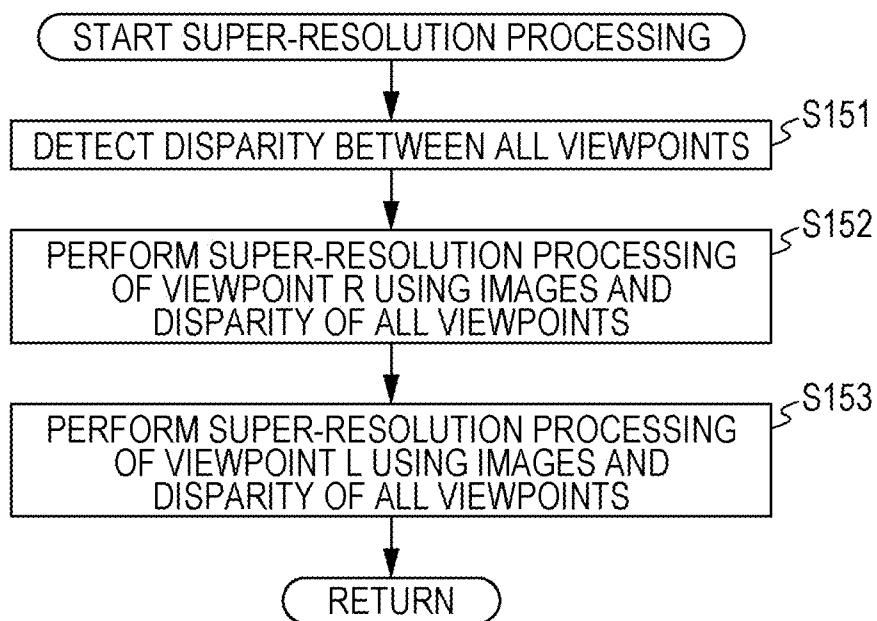 START SUPER-RESOLUTION PROCESSING
S151
DETECT DISPARITY BETWEEN ALL VIEWPOINTS
S152
PERFORM SUPER-RESOLUTION PROCESSING
OF VIEWPOINT R USING IMAGES AND
DISPARITY OF ALL VIEWPOINTS
S153
PERFORM SUPER-RESOLUTION PROCESSING
OF VIEWPOINT L USING IMAGES AND
DISPARITY OF ALL VIEWPOINTS
RETURN